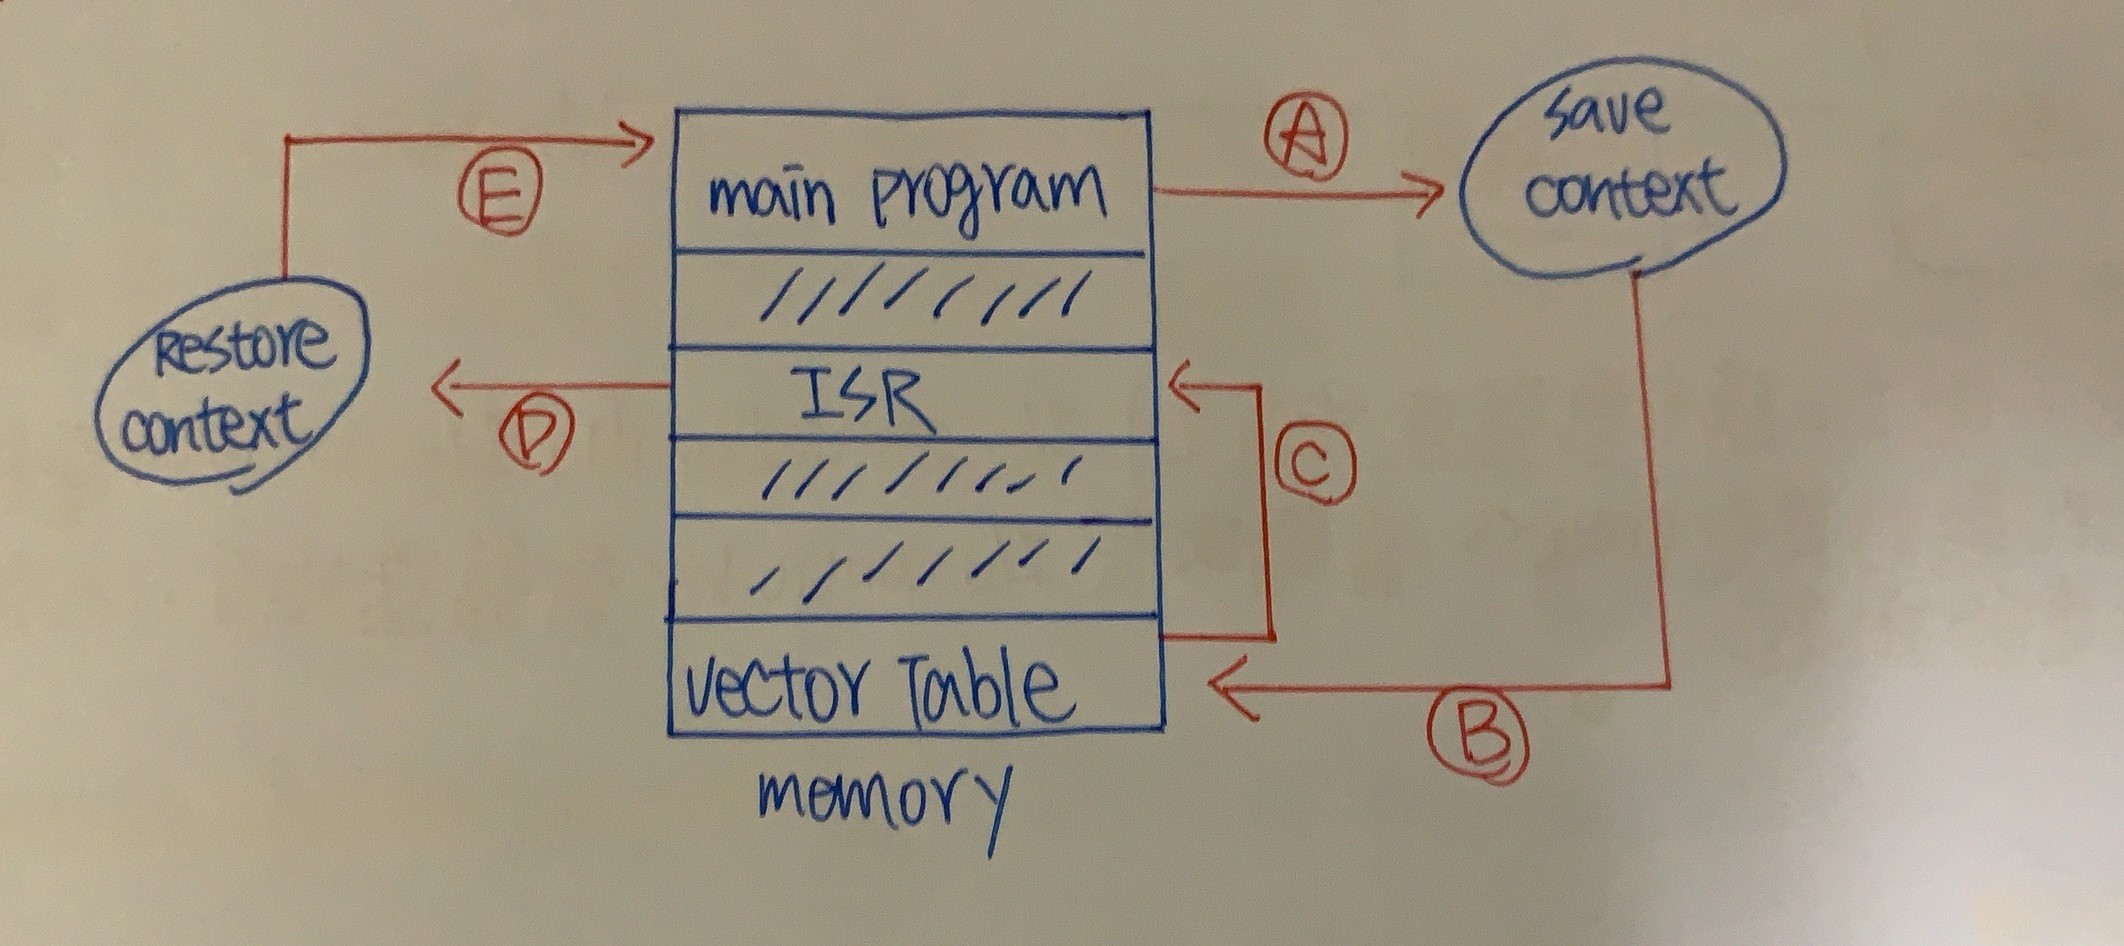 A
save
context
E
main program
Restore
context
ISR
D
C
vector Table
B
memory